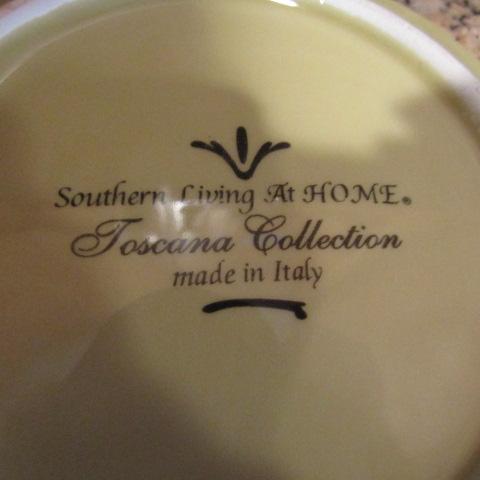 Southern Living At HOME®
Toscana Collection
made in Italy